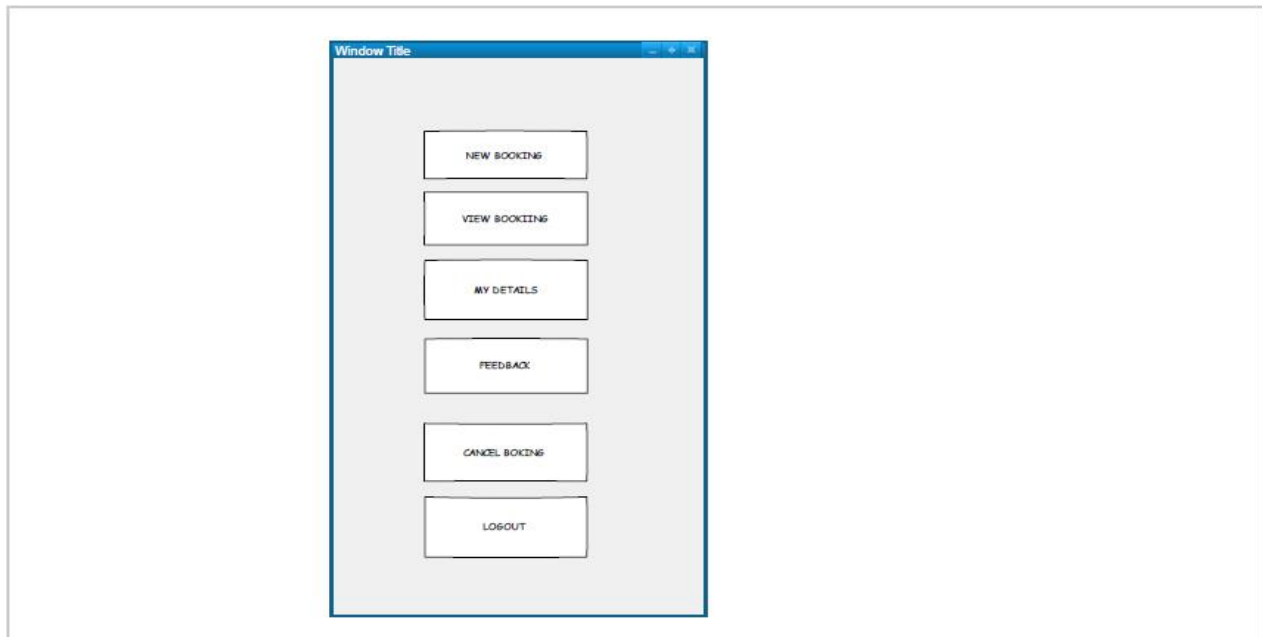 Window Title
NEW BOOKING
VIEW BOOKIING
MY DETAILS
FEEDBACK
CANCEL BOKING
LOGOUT